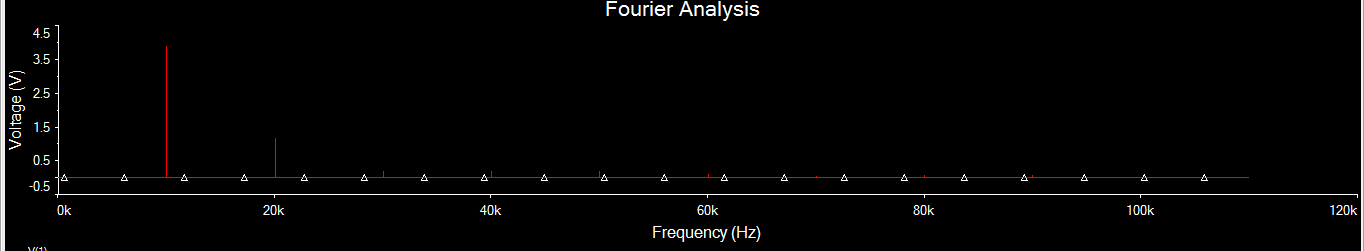 Fourier Analysis
4.5
3.5
2.5
1.5
0.5
-0.5
Voltage (V)
0k 20k 40k 60k 80k 100k 120k
Frequency (Hz)
V(1)